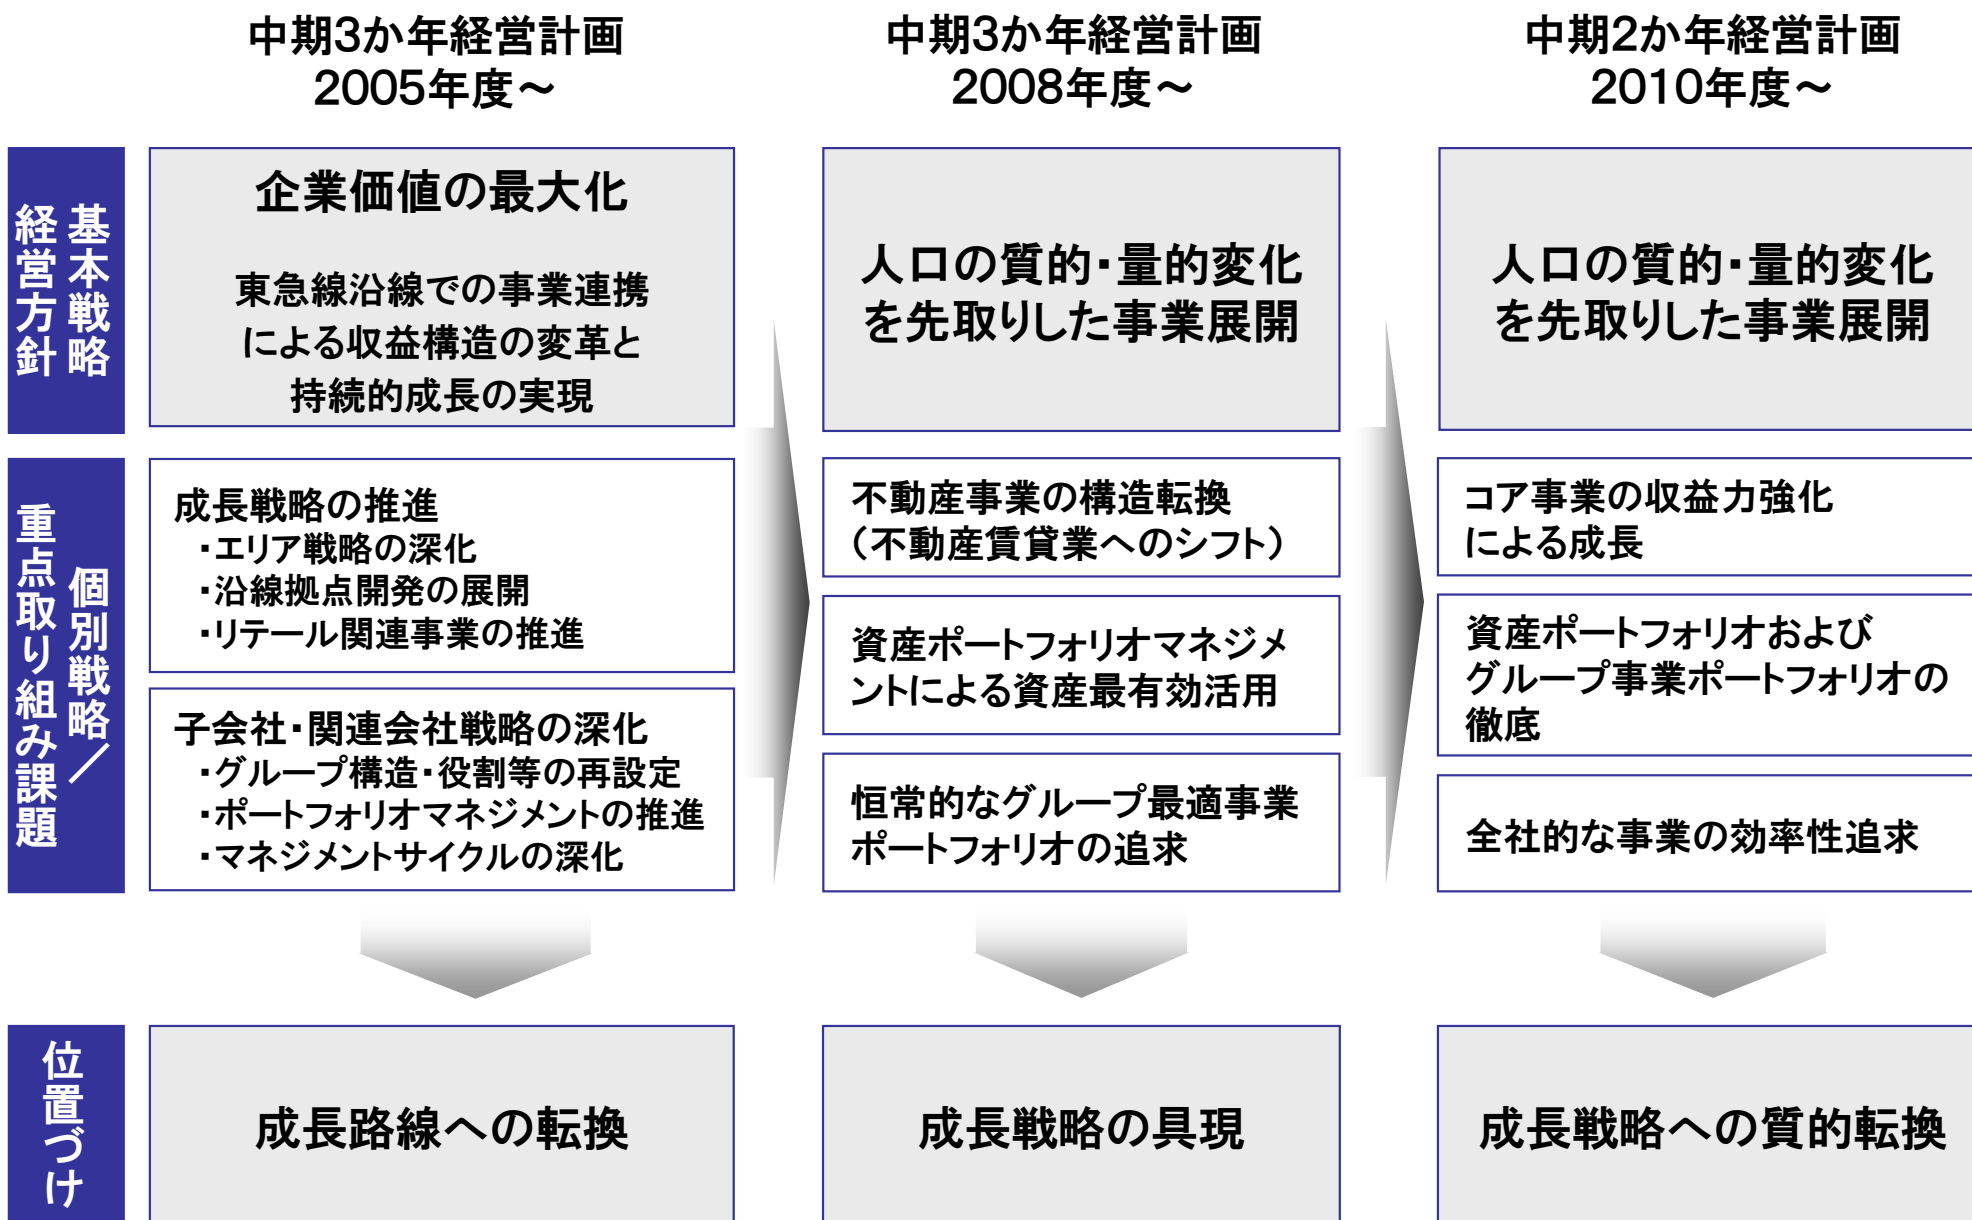 中期3か年経営計画
2005年度～
中期3か年経営計画
2008年度～
中期2か年経営計画
2010年度～
基本戦略
経営方針
企業価値の最大化
東急線沿線での事業連携
による収益構造の変革と
持続的成長の実現
人口の質的・量的変化
を先取りした事業展開
人口の質的・量的変化
を先取りした事業展開
個別戦略／
重点取り組み課題
成長戦略の推進
・エリア戦略の深化
・沿線拠点開発の展開
・リテール関連事業の推進
子会社・関連会社戦略の深化
・グループ構造・役割等の再設定
・ポートフォリオマネジメントの推進
・マネジメントサイクルの深化
不動産事業の構造転換
（不動産賃貸業へのシフト）
資産ポートフォリオマネジメ
ントによる資産最有効活用
恒常的なグループ最適事業
ポートフォリオの追求
コア事業の収益力強化
による成長
資産ポートフォリオおよび
グループ事業ポートフォリオの
徹底
全社的な事業の効率性追求
位置づけ
成長路線への転換
成長戦略の具現
成長戦略への質的転換